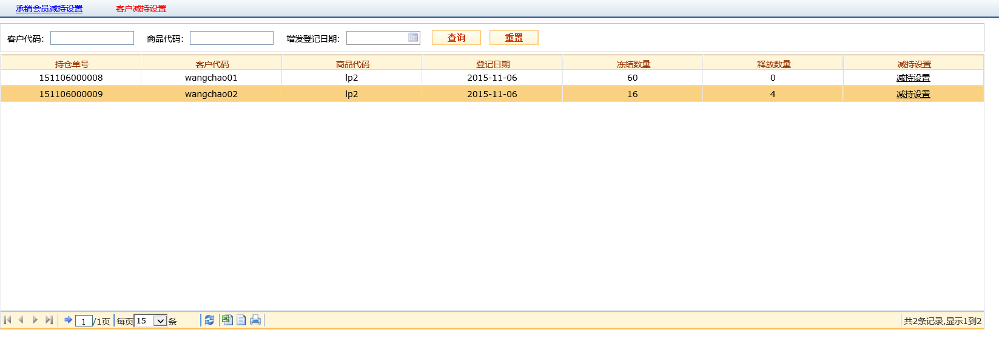 承销会员减持设置 客户减持设置
客户代码: 商品代码: 增发登记日期: 查询 重置
持仓单号 客户代码 商品代码 登记日期 冻结数量 释放数量 减持设置
151106000008 wangchao01 lp2 2015-11-06 60 0 减持设置
151106000009 wangchao02 lp2 2015-11-06 16 4 减持设置
1 /1页 每页 15 条 共2条记录,显示1到2